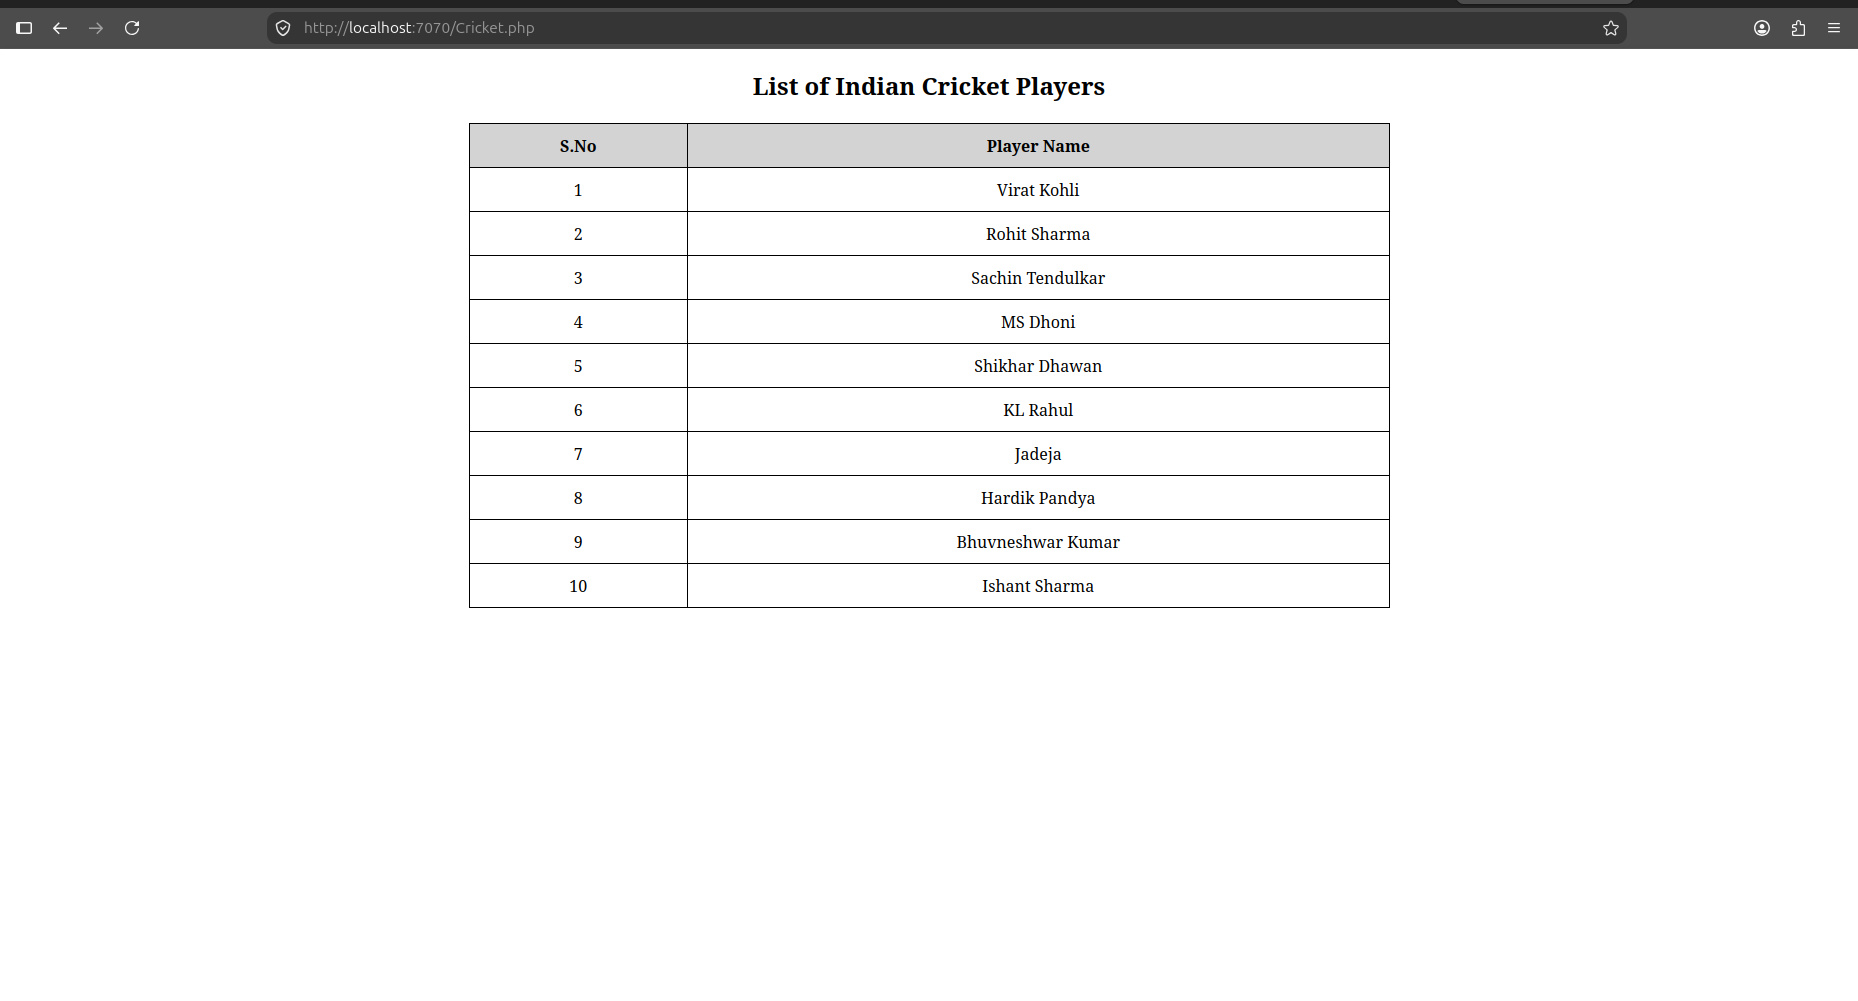 http://localhost:7070/Cricket.php
List of Indian Cricket Players
S.No Player Name
1 Virat Kohli
2 Rohit Sharma
3 Sachin Tendulkar
4 MS Dhoni
5 Shikhar Dhawan
6 KL Rahul
7 Jadeja
8 Hardik Pandya
9 Bhuvneshwar Kumar
10 Ishant Sharma